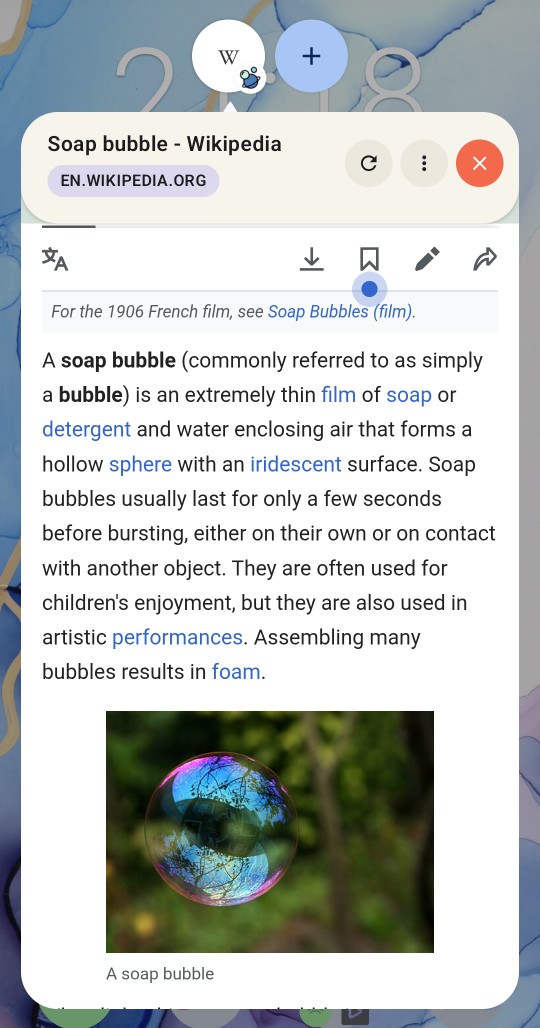 21:18
W
+
Soap bubble - Wikipedia
EN.WIKIPEDIA.ORG
For the 1906 French film, see Soap Bubbles (film).
A soap bubble (commonly referred to as simply
a bubble) is an extremely thin film of soap or
detergent and water enclosing air that forms a
hollow sphere with an iridescent surface. Soap
bubbles usually last for only a few seconds
before bursting, either on their own or on contact
with another object. They are often used for
children's enjoyment, but they are also used in
artistic performances. Assembling many
bubbles results in foam.
A soap bubble